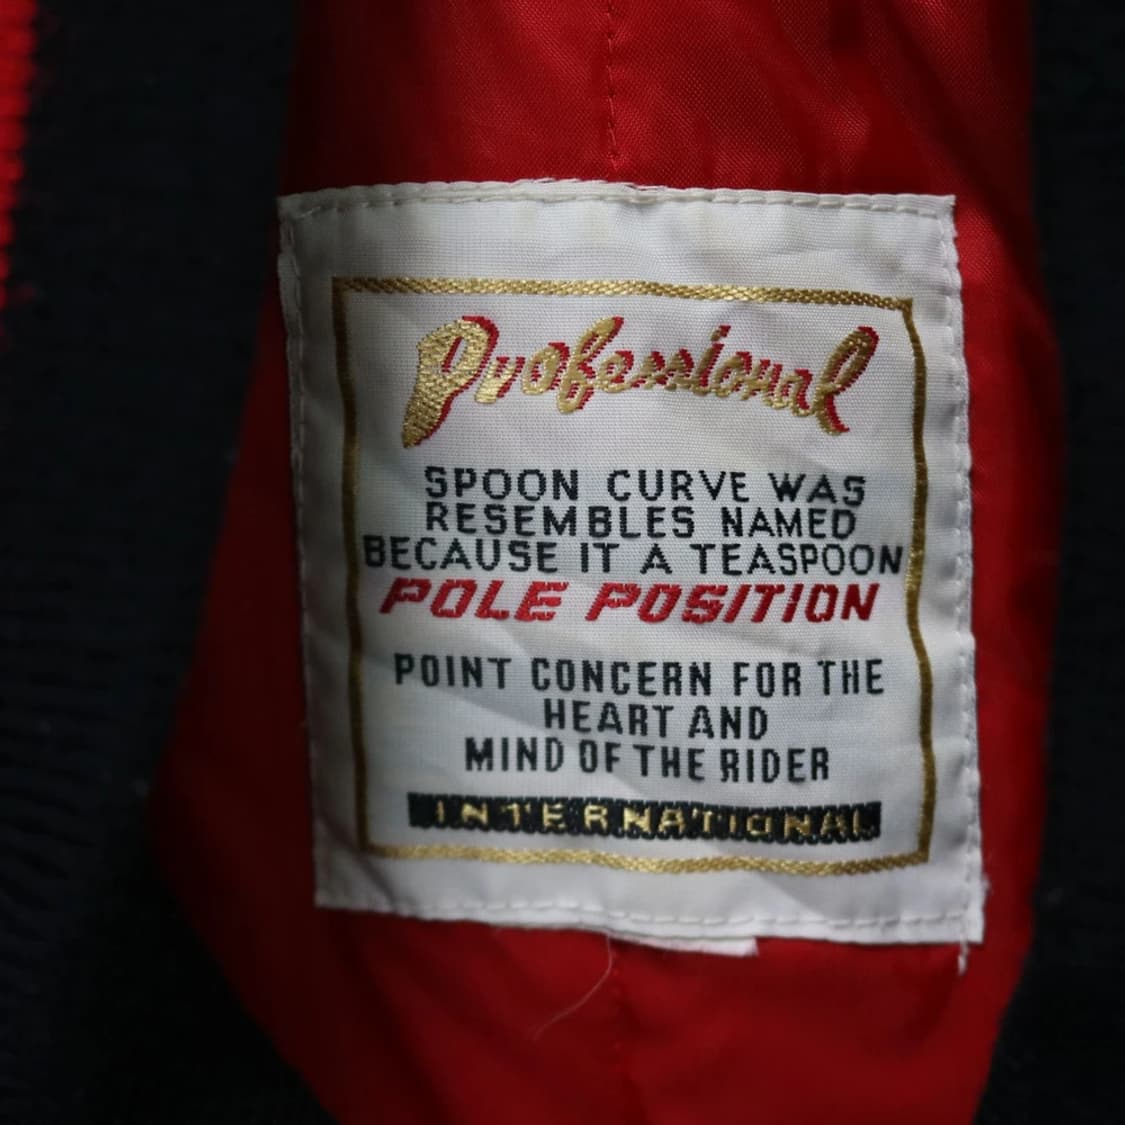 Professional
SPOON CURVE WAS
RESEMBLES NAMED
BECAUSE IT A TEASPOON
POLE POSITION
POINT CONCERN FOR THE
HEART AND
MIND OF THE RIDER
INTERNATIONAL